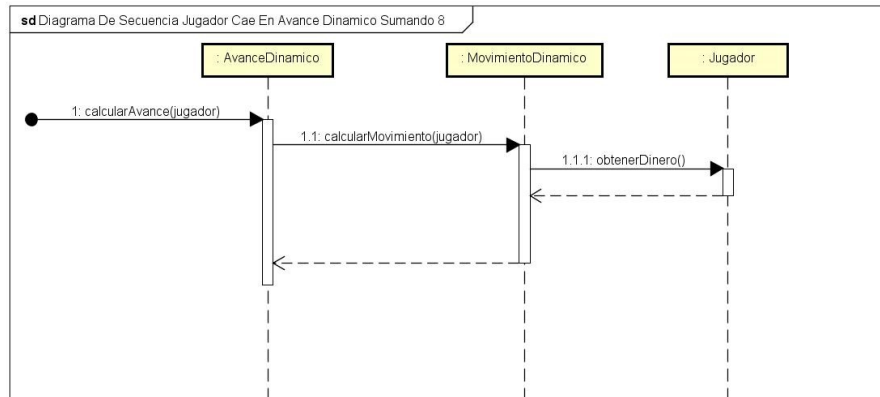 sd Diagrama De Secuencia Jugador Cae En Avance Dinamico Sumando 8
: AvanceDinamico
: MovimientoDinamico
: Jugador
1: calcularAvance(jugador)
1.1: calcularMovimiento(jugador)
1.1.1: obtenerDinero()